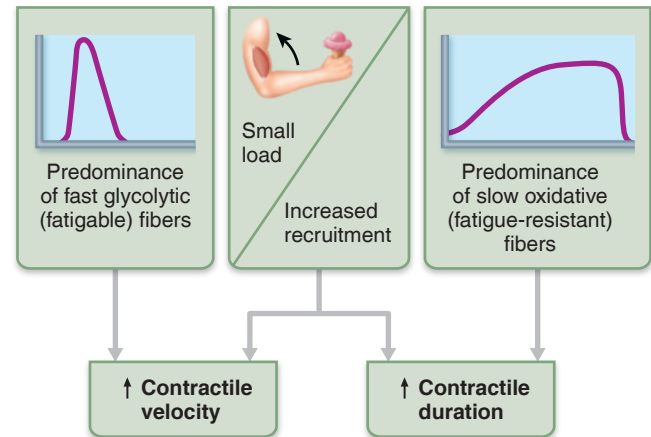 Predominance
of fast glycolytic
(fatigable) fibers
Small
load
Increased
recruitment
Predominance
of slow oxidative
(fatigue-resistant)
fibers
↑ Contractile
velocity
↑ Contractile
duration